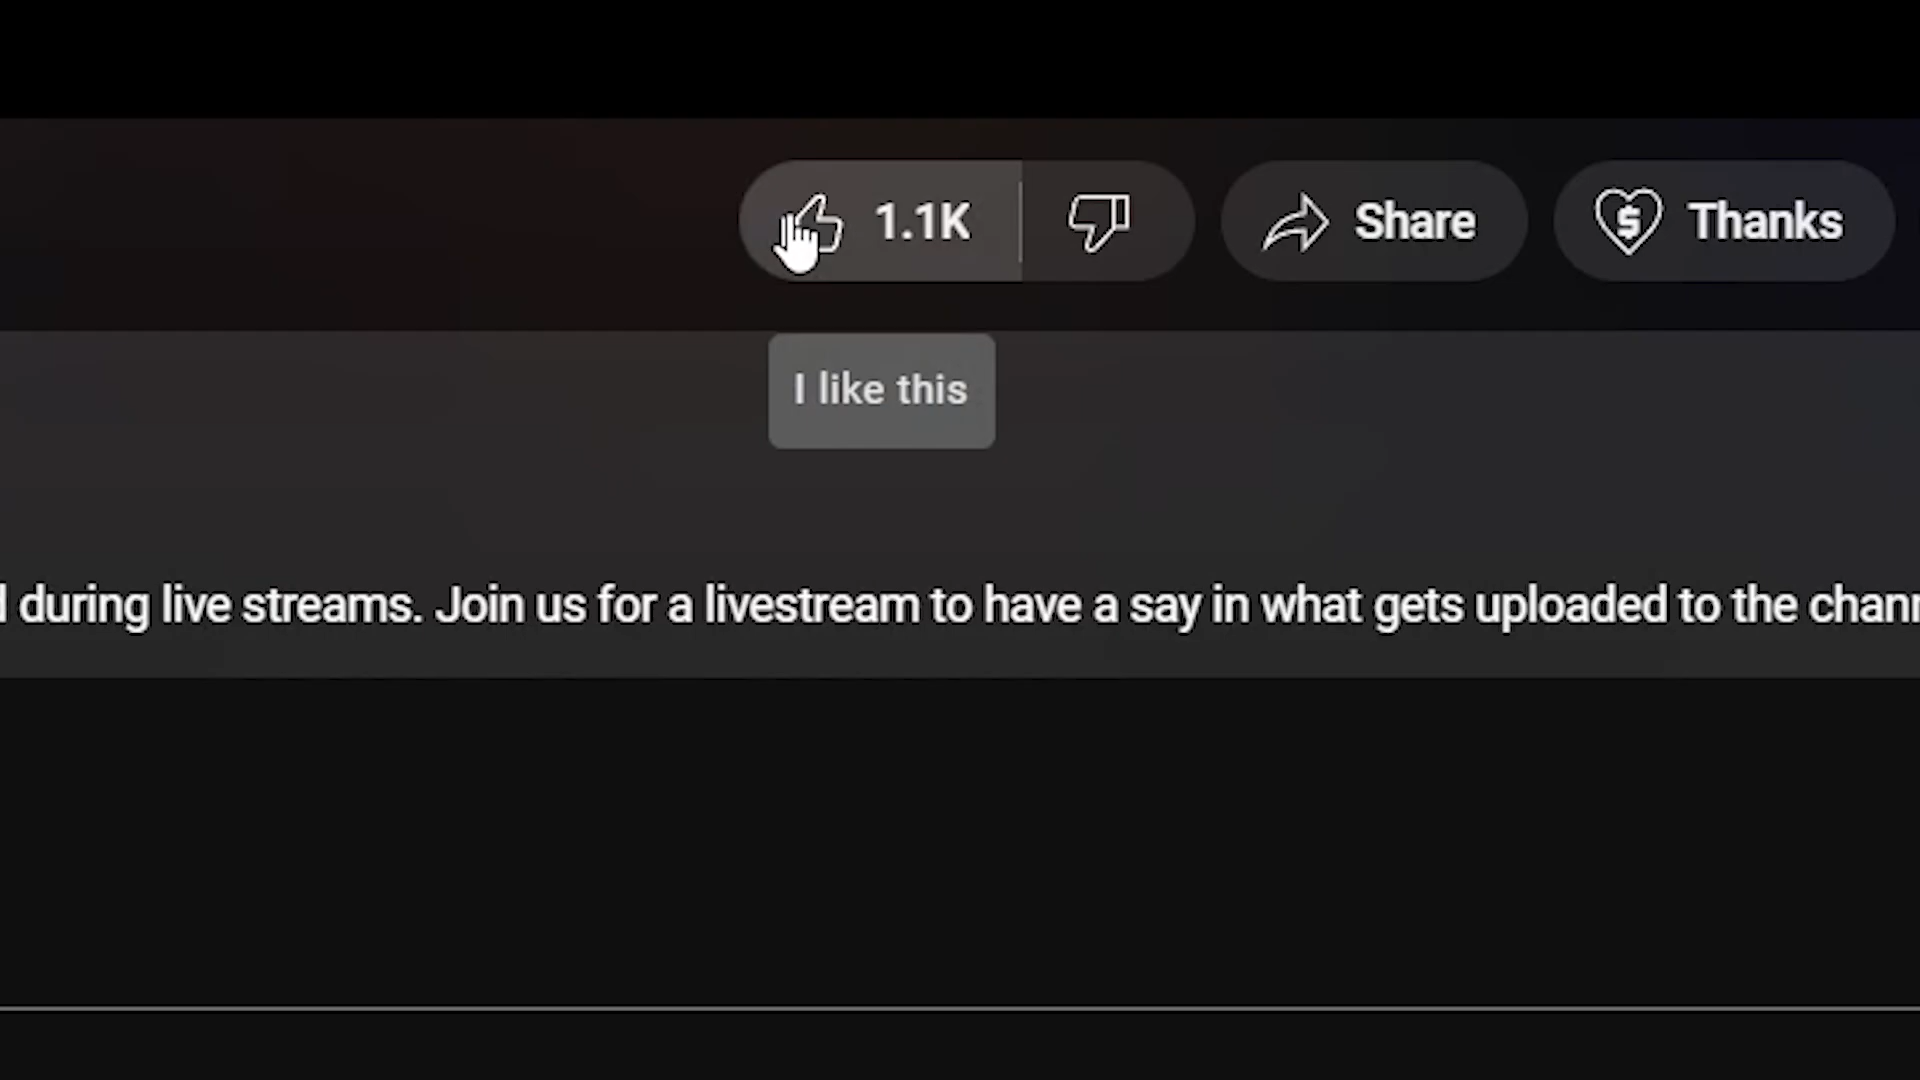 1.1K
Share
Thanks
I like this
during live streams. Join us for a livestream to have a say in what gets uploaded to the